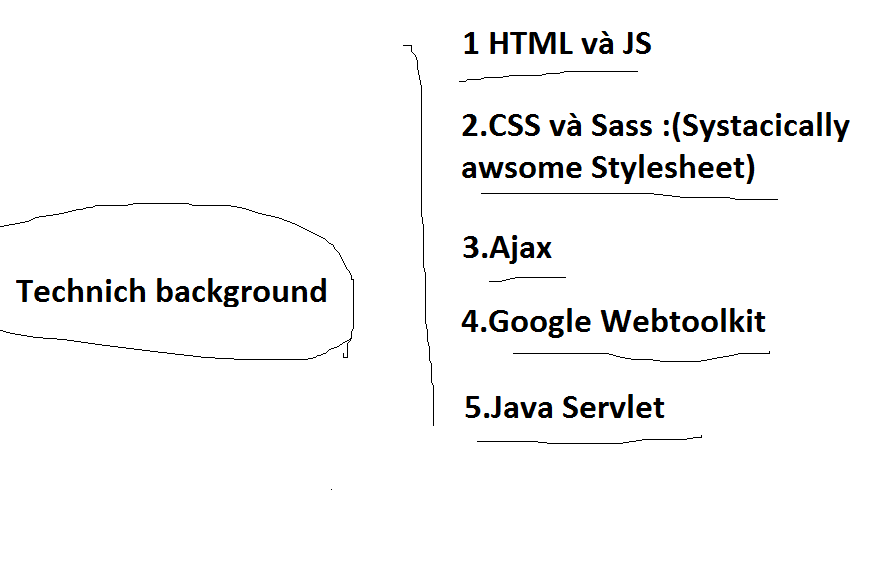 1 HTML và JS
2.CSS và Sass :(Systacically
awsome Stylesheet)
3.Ajax
Technich background
4.Google Webtoolkit
5.Java Servlet